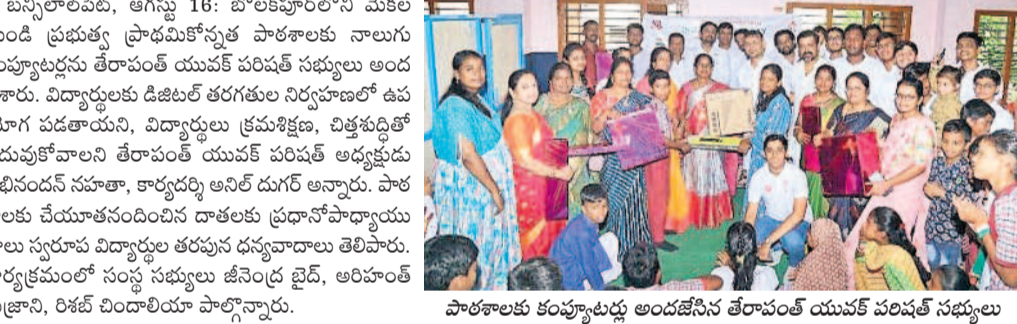 బన్సీలాల్‌పేట, ఆగస్టు 16: బోలక్‌పూర్‌లోని మేకల
మండి ప్రభుత్వ ప్రాథమికోన్నత పాఠశాలకు నాలుగు
ంప్యూటర్లను తేరాపంత్ యువక్ పరిషత్ సభ్యులు అంద
శారు. విద్యార్థులకు డిజిటల్ తరగతుల నిర్వహణలో ఉప
యోగ పడతాయని, విద్యార్థులు క్రమశిక్షణ, చిత్తశుద్ధితో
దువుకోవాలని తేరాపంత్ యువక్ పరిషత్ అధ్యక్షుడు
భినందన్ నహతా, కార్యదర్శి అనిల్ దుగర్ అన్నారు. పాఠ
లకు చేయూతనందించిన దాతలకు ప్రధానోపాధ్యాయు
లు స్వరూప విద్యార్థుల తరపున ధన్యవాదాలు తెలిపారు.
ార్యక్రమంలో సంస్థ సభ్యులు జీనేంద్ర బైద్, అరిహంత్
జ్రాని, రిశబ్ చిందాలియా పాల్గొన్నారు.
పాఠశాలకు కంప్యూటర్లు అందజేసిన తేరాపంత్ యువక్ పరిషత్ సభ్యులు